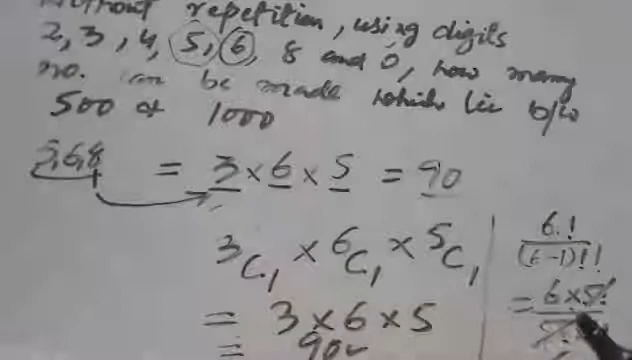 Without repetition, using digits
2, 3, 4, 5, 6, 8 and 0, how many
no. can be made which lie b/w
500 & 1000
5,6,8 = 3 × 6 × 5 = 90
3C1 × 6C1 × 5C1
= 3 × 6 × 5
= 90
6!
(6-1)! 1!
= 6 × 5!